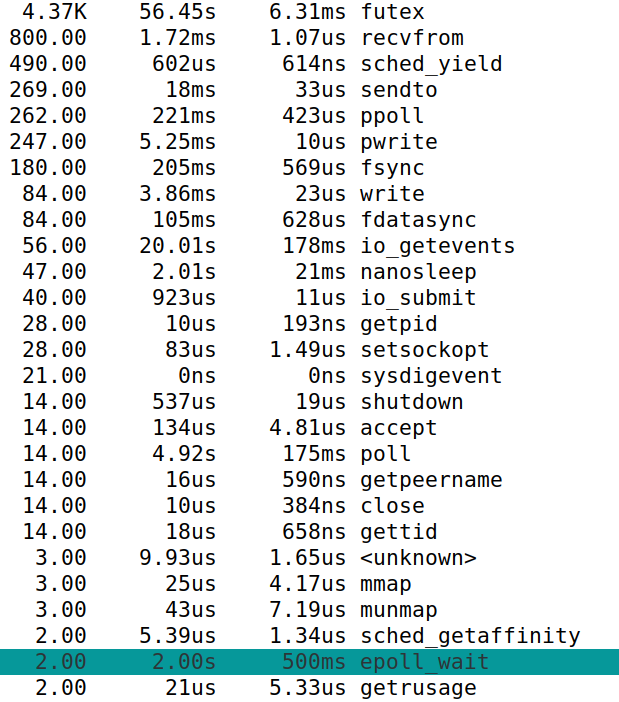 4.37K 56.45s 6.31ms futex
800.00 1.72ms 1.07us recvfrom
490.00 602us 614ns sched_yield
269.00 18ms 33us sendto
262.00 221ms 423us ppoll
247.00 5.25ms 10us pwrite
180.00 205ms 569us fsync
84.00 3.86ms 23us write
84.00 105ms 628us fdatasync
56.00 20.01s 178ms io_getevents
47.00 2.01s 21ms nanosleep
40.00 923us 11us io_submit
28.00 10us 193ns getpid
28.00 83us 1.49us setsockopt
21.00 0ns 0ns sysdigevent
14.00 537us 19us shutdown
14.00 134us 4.81us accept
14.00 4.92s 175ms poll
14.00 16us 590ns getpeername
14.00 10us 384ns close
14.00 18us 658ns gettid
3.00 9.93us 1.65us <unknown>
3.00 25us 4.17us mmap
3.00 43us 7.19us munmap
2.00 5.39us 1.34us sched_getaffinity
2.00 2.00s 500ms epoll_wait
2.00 21us 5.33us getrusage